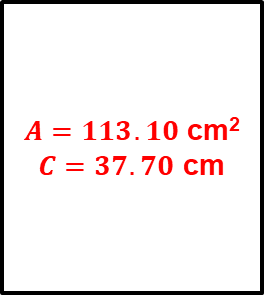 A = 113.10 cm²
C = 37.70 cm